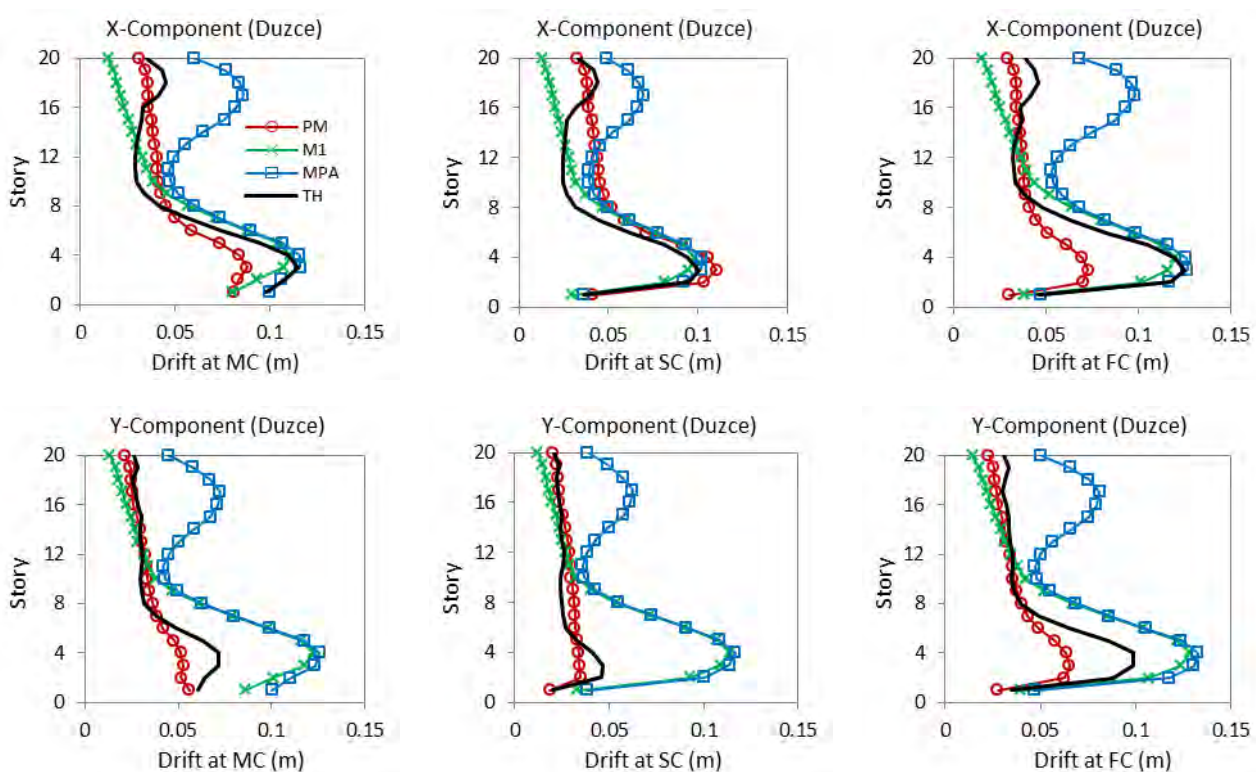 X-Component (Duzce)
20
16
12
8
4
0
Story
PM
M1
MPA
TH
0
0.05
0.1
0.15
Drift at MC (m)
X-Component (Duzce)
20
16
12
8
4
0
Story
0
0.05
0.1
0.15
Drift at SC (m)
X-Component (Duzce)
20
16
12
8
4
0
Story
0
0.05
0.1
0.15
Drift at FC (m)
Y-Component (Duzce)
20
16
12
8
4
0
Story
0
0.05
0.1
0.15
Drift at MC (m)
Y-Component (Duzce)
20
16
12
8
4
0
Story
0
0.05
0.1
0.15
Drift at SC (m)
Y-Component (Duzce)
20
16
12
8
4
0
Story
0
0.05
0.1
0.15
Drift at FC (m)